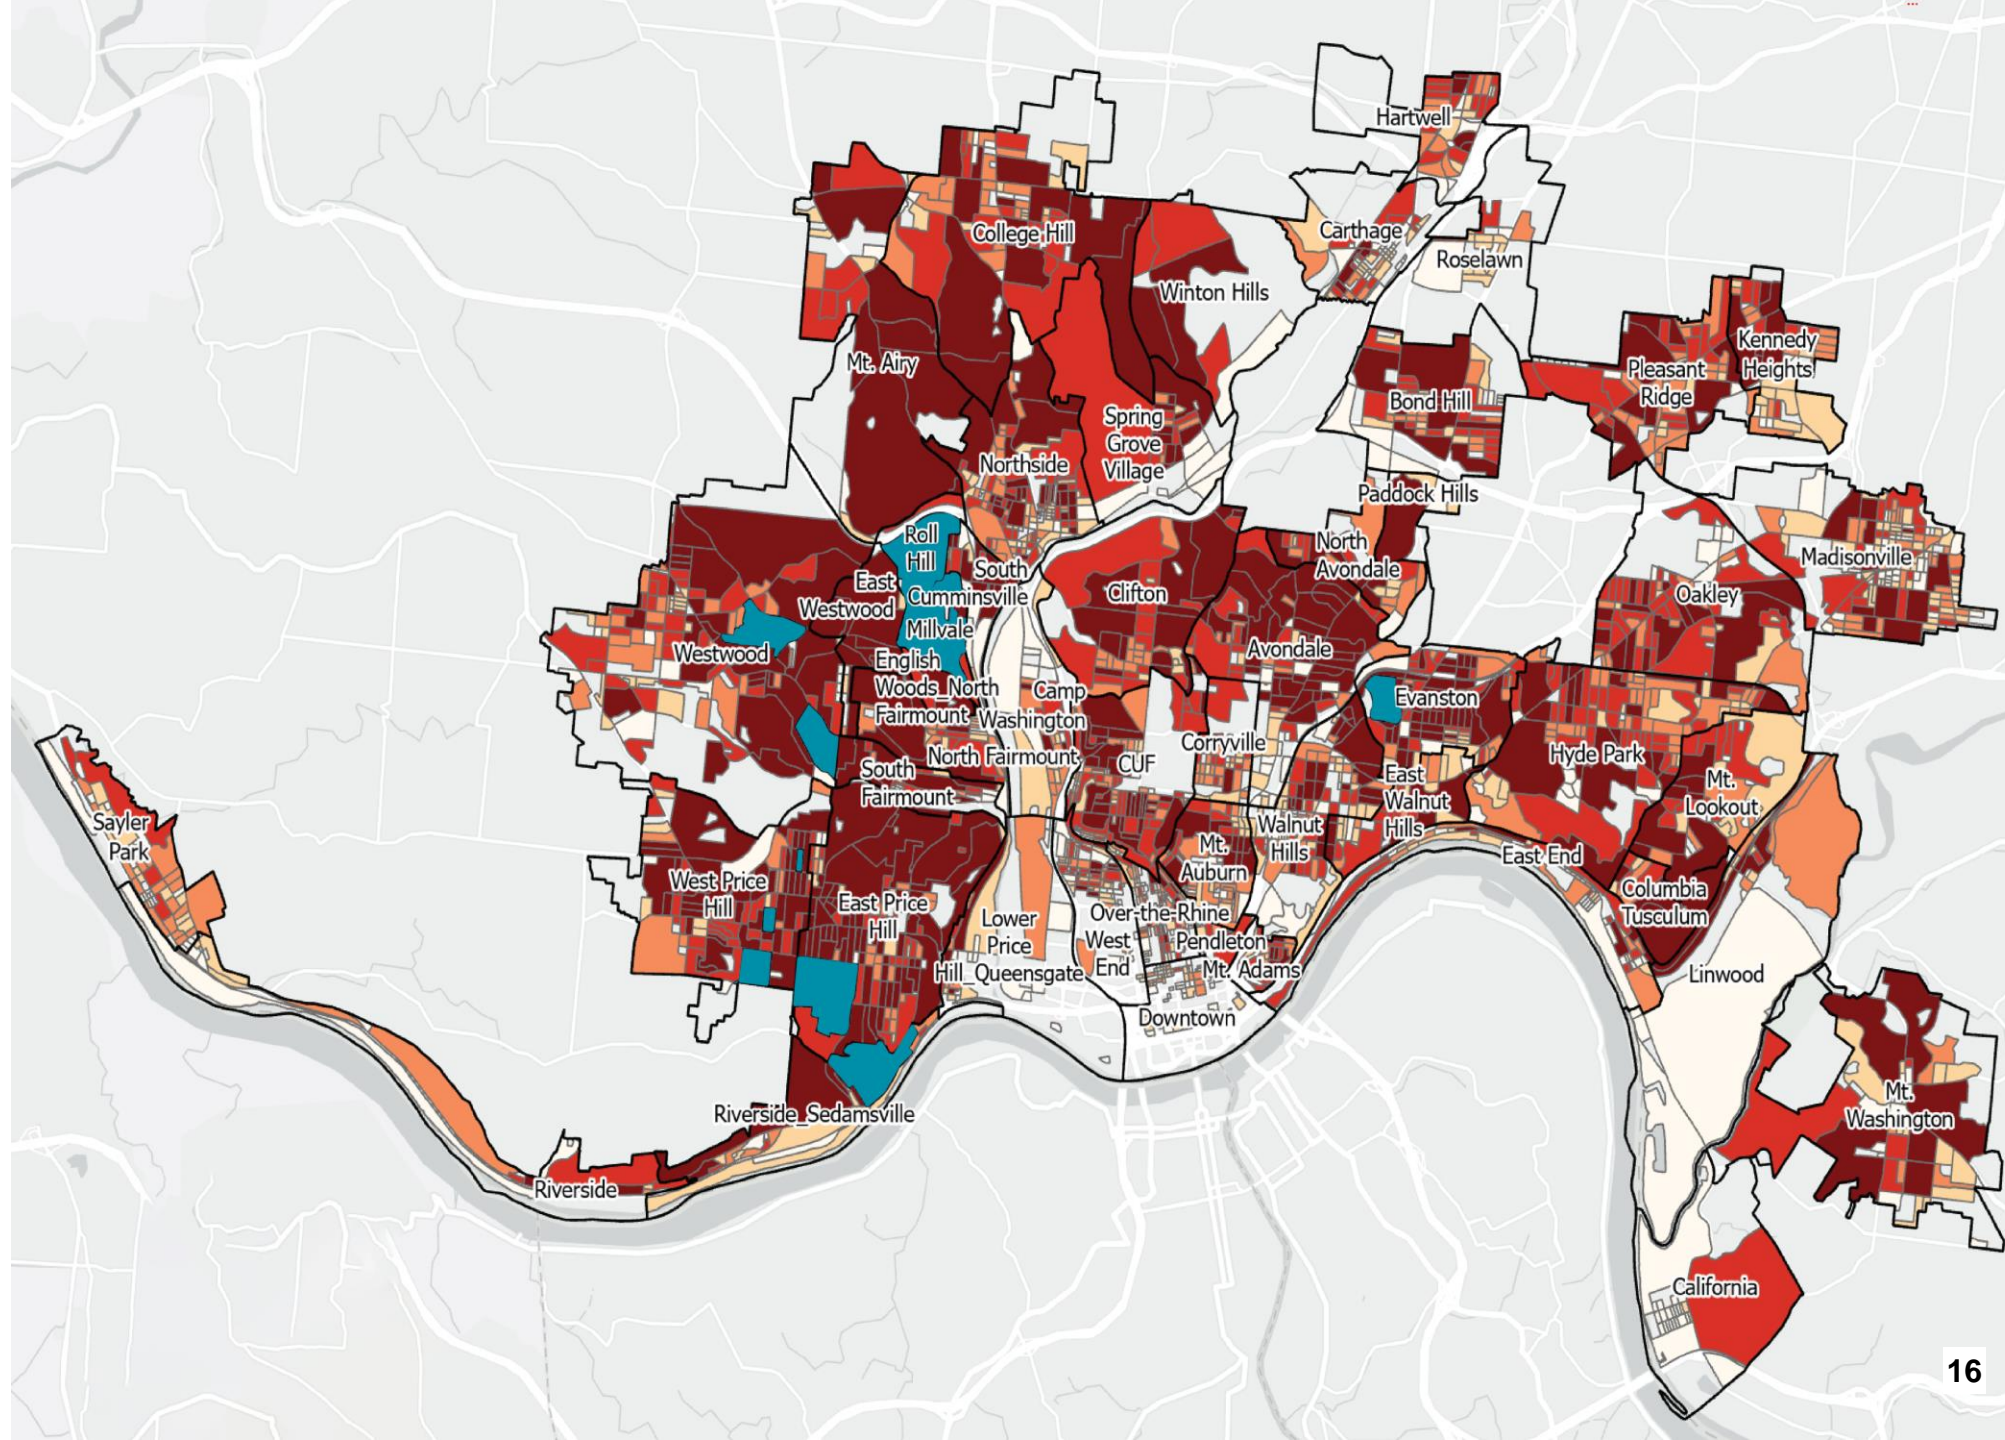 ...
Hartwell
College Hill
Carthage
Roselawn
Winton Hills
Mt. Airy
Kennedy
Heights
Pleasant
Ridge
Bond Hill
Spring
Grove
Village
Northside
Paddock Hills
Roll
Hill
North
Avondale
Madisonville
South
Cumminsville
East
Westwood
Clifton
Oakley
Millvale
Westwood
Avondale
English
Woods_North
Fairmount
Camp
Washington
Evanston
North Fairmount
CUF
Corryville
Hyde Park
South
Fairmount
East
Walnut
Hills
Mt.
Lookout
Sayler
Park
Walnut
Hills
Mt.
Auburn
East End
West Price
Hill
East Price
Hill
Columbia
Tusculum
Over-the-Rhine
Lower
Price
Hill_Queensgate
West
End
Pendleton
Mt. Adams
Linwood
Downtown
Mt.
Washington
Riverside_Sedamsville
Riverside
California
16